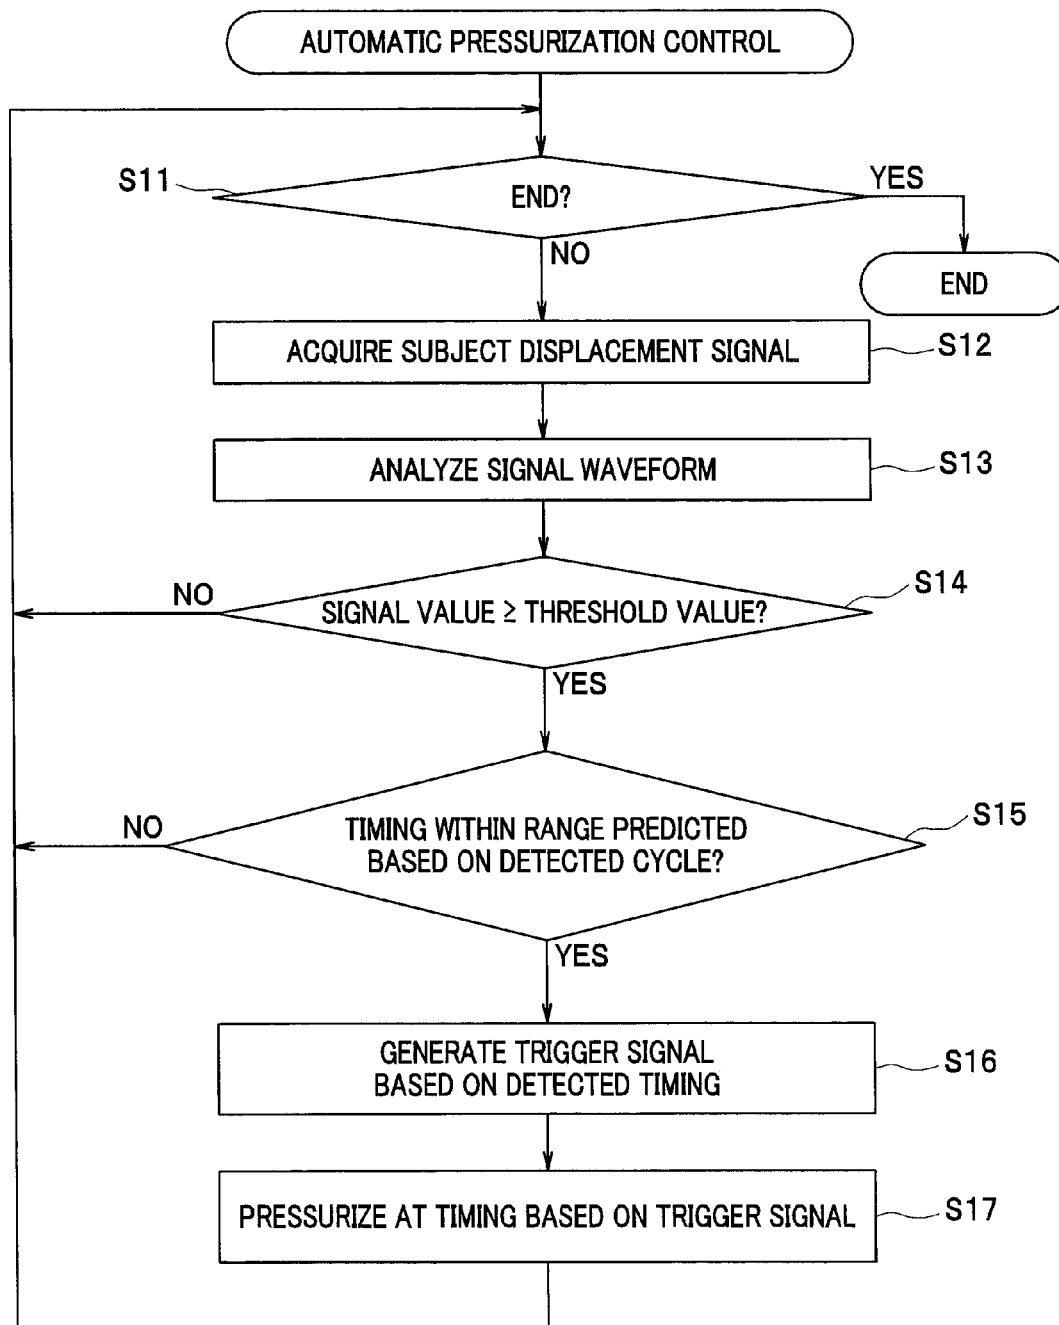 AUTOMATIC PRESSURIZATION CONTROL
S11
END?
YES
NO
END
ACQUIRE SUBJECT DISPLACEMENT SIGNAL
S12
ANALYZE SIGNAL WAVEFORM
S13
NO
SIGNAL VALUE ≥ THRESHOLD VALUE?
S14
YES
NO
TIMING WITHIN RANGE PREDICTED
BASED ON DETECTED CYCLE?
S15
YES
GENERATE TRIGGER SIGNAL
BASED ON DETECTED TIMING
S16
PRESSURIZE AT TIMING BASED ON TRIGGER SIGNAL
S17